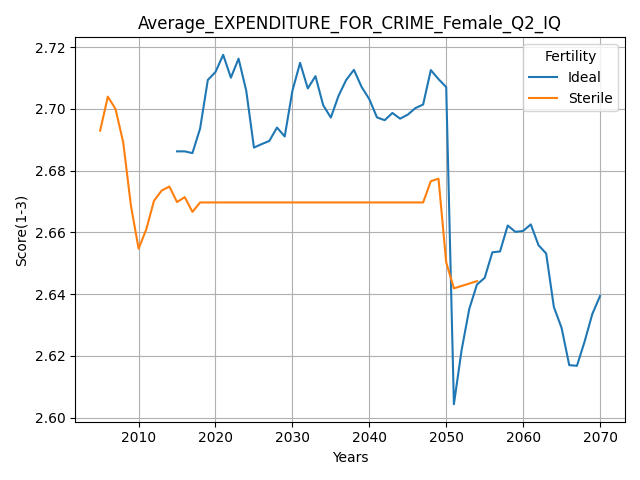 Average_EXPENDITURE_FOR_CRIME_Female_Q2_IQ
Fertility
Ideal
Sterile
Score(1-3)
2.72
2.70
2.68
2.66
2.64
2.62
2.60
2010 2020 2030 2040 2050 2060 2070
Years